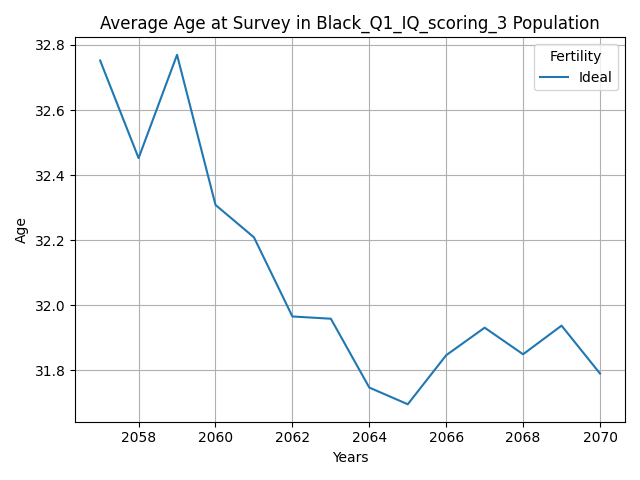 Average Age at Survey in Black_Q1_IQ_scoring_3 Population
Fertility
Ideal
32.8
32.6
32.4
32.2
32.0
31.8
Age
2058 2060 2062 2064 2066 2068 2070
Years